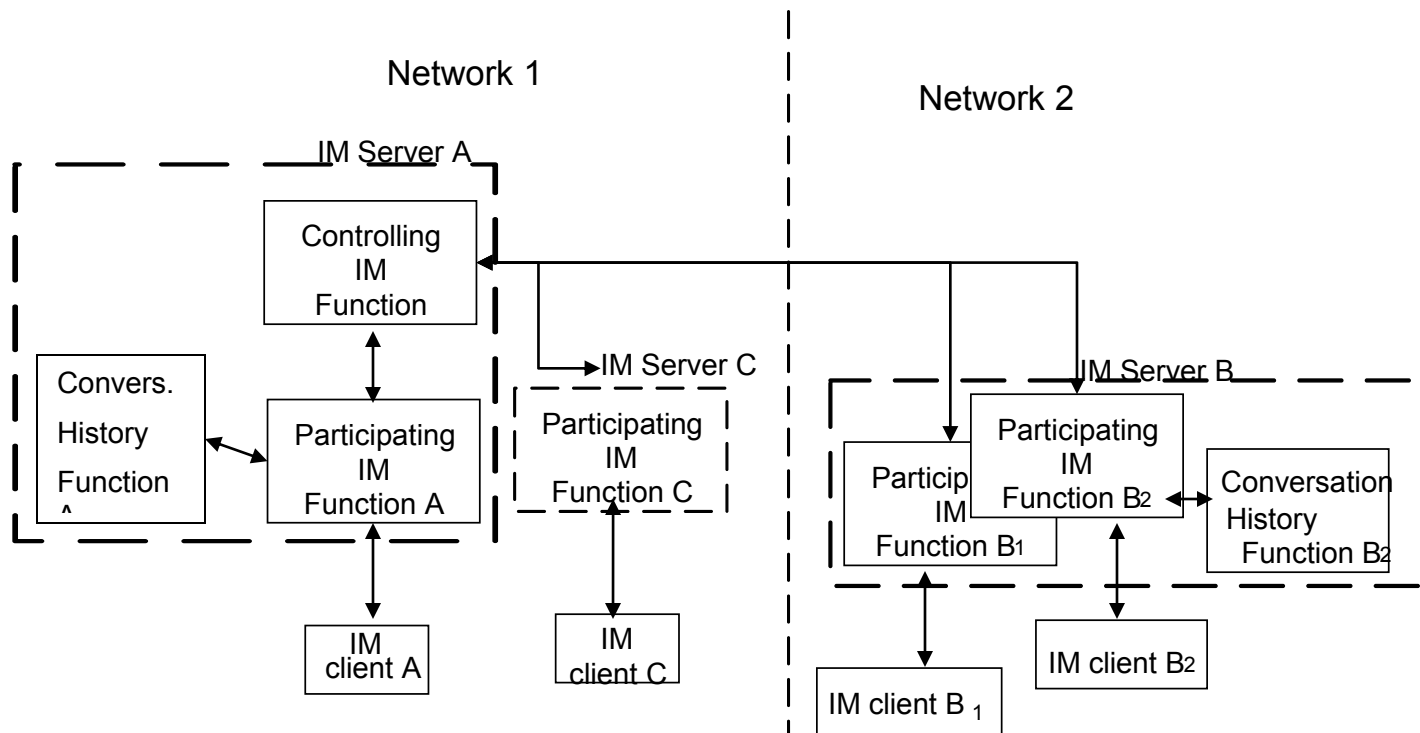 Network 1
Network 2
IM Server A
Controlling
IM
Function
IM Server C
IM Server B
Convers.
History
Function
Participating
IM
Function A
Participating
IM
Function C
Participating
IM
Function B2
Particip
IM
Function B1
Conversation
History
Function B2
IM
client A
IM
client C
IM client B2
IM client B 1